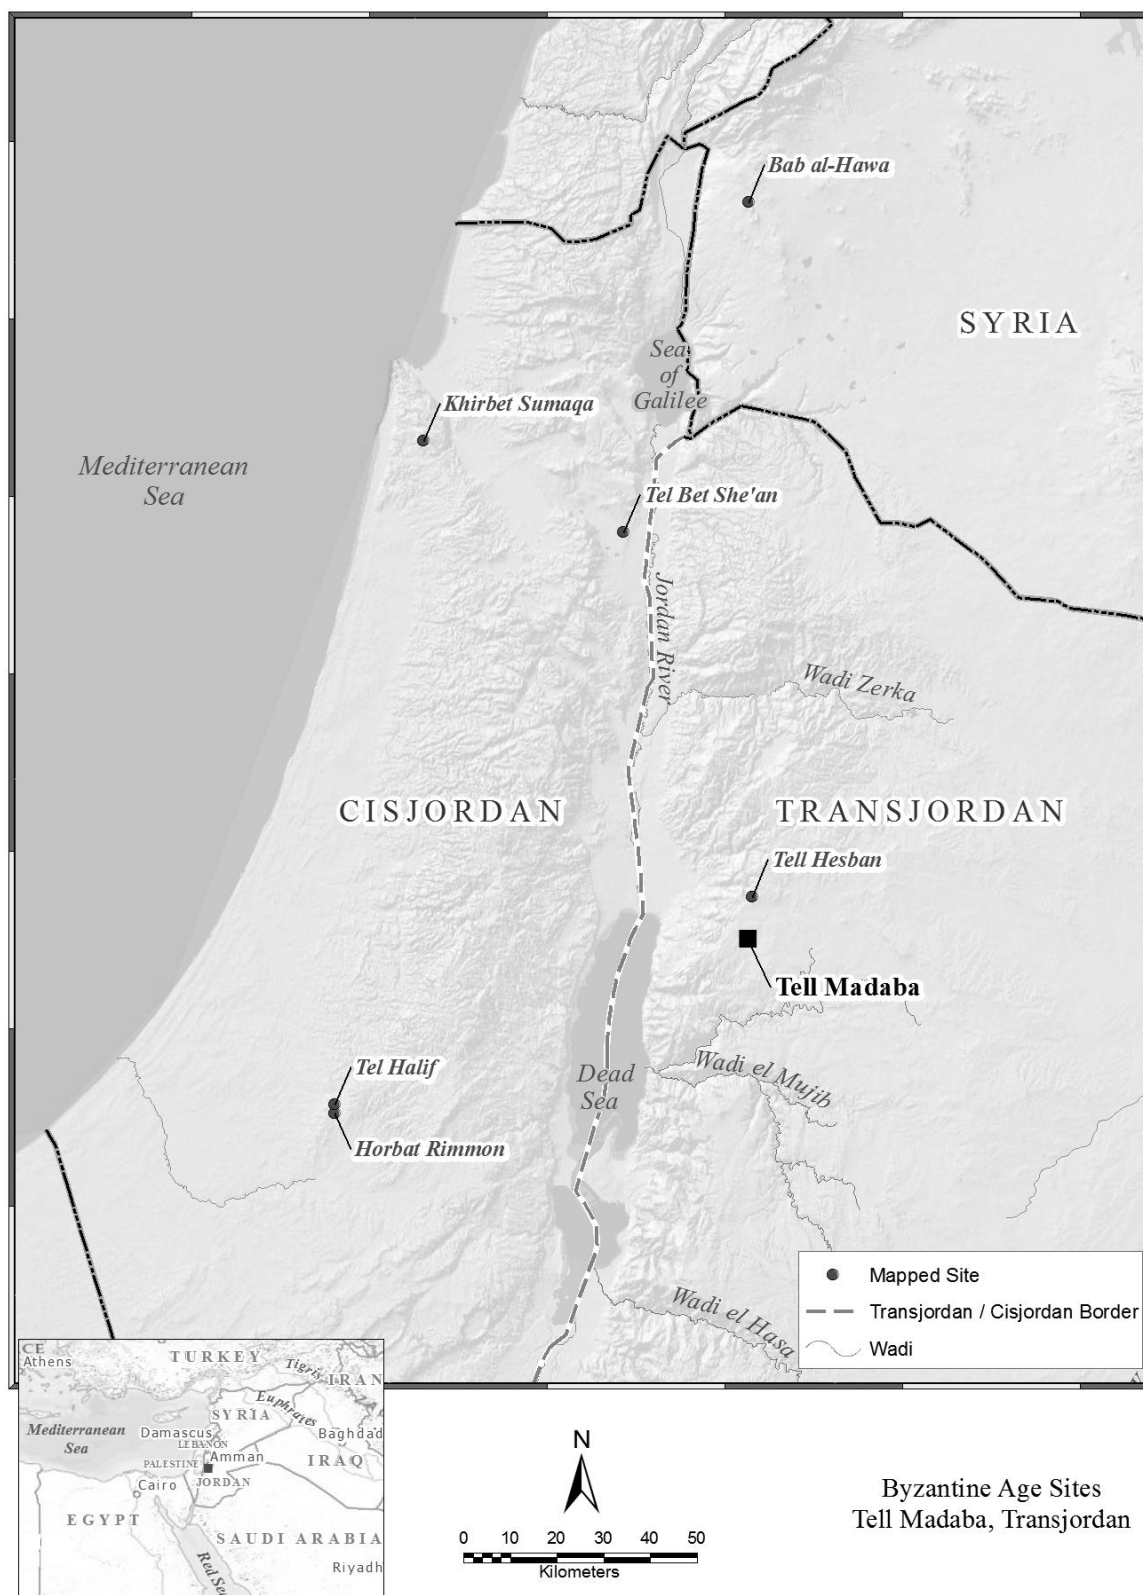 Bab al-Hawa
SYRIA
Sea
of
Galilee
Khirbet Sumaqa
Mediterranean
Sea
Tel Bet She'an
Jordan River
Wadi Zerka
CISJORDAN
TRANSJORDAN
Tell Hesban
Tell Madaba
Tel Halif
Dead
Sea
Wadi el Mujib
Horbat Rimmon
Mapped Site
Transjordan / Cisjordan Border
Wadi
Wadi el Hasa
CE
Athens
TURKEY
Tigris
IRAN
Euphrates
SYRIA
Mediterranean
Sea
Damascus
LEBANON
Baghdad
PALESTINE
Amman
IRAQ
JORDAN
Cairo
EGYPT
SAUDI ARABIA
Riyadh
Red Sea
N
0 10 20 30 40 50
Kilometers
Byzantine Age Sites
Tell Madaba, Transjordan